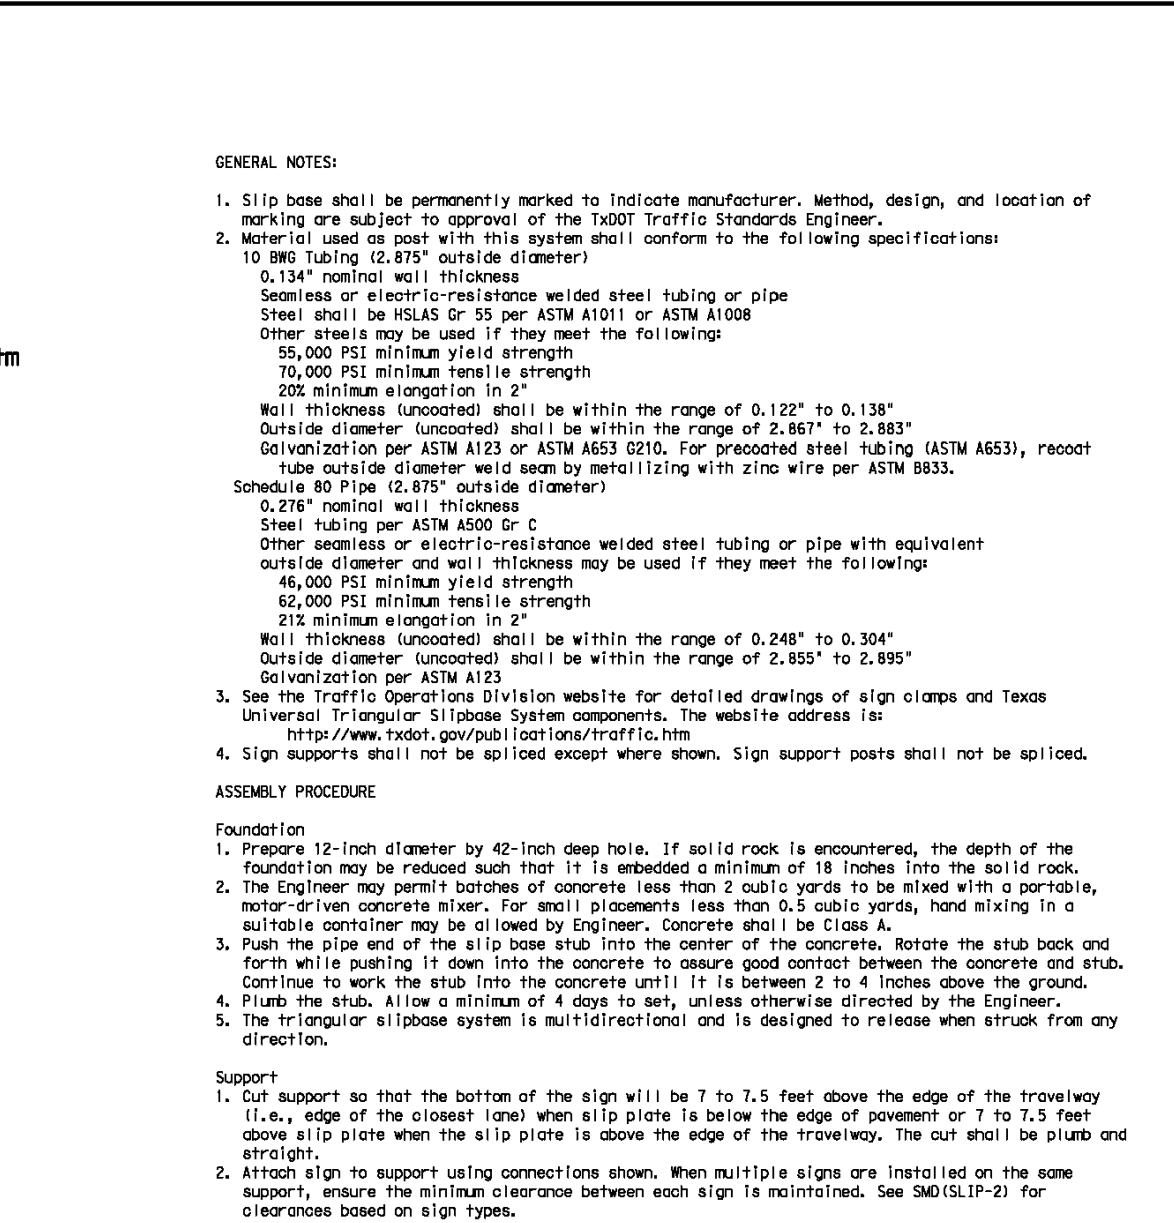 GENERAL NOTES:
1. Slip base shall be permanently marked to indicate manufacturer. Method, design, and location of
marking are subject to approval of the TxDOT Traffic Standards Engineer.
2. Material used as post with this system shall conform to the following specifications:
10 BWG Tubing (2.875" outside diameter)
0.134" nominal wall thickness
Seamless or electric-resistance welded steel tubing or pipe
Steel shall be HSLAS Gr 55 per ASTM A1011 or ASTM A1008
Other steels may be used if they meet the following:
55,000 PSI minimum yield strength
tm
70,000 PSI minimum tensile strength
20% minimum elongation in 2"
Wall thickness (uncoated) shall be within the range of 0.122" to 0.138"
Outside diameter (uncoated) shall be within the range of 2.867" to 2.883"
Galvanization per ASTM A123 or ASTM A653 G210. For precoated steel tubing (ASTM A653), recoat
tube outside diameter weld seam by metallizing with zinc wire per ASTM B833.
Schedule 80 Pipe (2.875" outside diameter)
0.276" nominal wall thickness
Steel tubing per ASTM A500 Gr C
Other seamless or electric-resistance welded steel tubing or pipe with equivalent
outside diameter and wall thickness may be used if they meet the following:
46,000 PSI minimum yield strength
62,000 PSI minimum tensile strength
21% minimum elongation in 2"
Wall thickness (uncoated) shall be within the range of 0.248" to 0.304"
Outside diameter (uncoated) shall be within the range of 2.855" to 2.895"
Galvanization per ASTM A123
3. See the Traffic Operations Division website for detailed drawings of sign clamps and Texas
Universal Triangular Slipbase System components. The website address is:
http://www.txdot.gov/publications/traffic.htm
4. Sign supports shall not be spliced except where shown. Sign support posts shall not be spliced.
ASSEMBLY PROCEDURE
Foundation
1. Prepare 12-inch diameter by 42-inch deep hole. If solid rock is encountered, the depth of the
foundation may be reduced such that it is embedded a minimum of 18 inches into the solid rock.
2. The Engineer may permit batches of concrete less than 2 cubic yards to be mixed with a portable,
motor-driven concrete mixer. For small placements less than 0.5 cubic yards, hand mixing in a
suitable container may be allowed by Engineer. Concrete shall be Class A.
3. Push the pipe end of the slip base stub into the center of the concrete. Rotate the stub back and
forth while pushing it down into the concrete to assure good contact between the concrete and stub.
Continue to work the stub into the concrete until it is between 2 to 4 inches above the ground.
4. Plumb the stub. Allow a minimum of 4 days to set, unless otherwise directed by the Engineer.
5. The triangular slipbase system is multidirectional and is designed to release when struck from any
direction.
Support
1. Cut support so that the bottom of the sign will be 7 to 7.5 feet above the edge of the travelway
(i.e., edge of the closest lane) when slip plate is below the edge of pavement or 7 to 7.5 feet
above slip plate when the slip plate is above the edge of the travelway. The cut shall be plumb and
straight.
2. Attach sign to support using connections shown. When multiple signs are installed on the same
support, ensure the minimum clearance between each sign is maintained. See SMD(SLIP-2) for
clearances based on sign types.